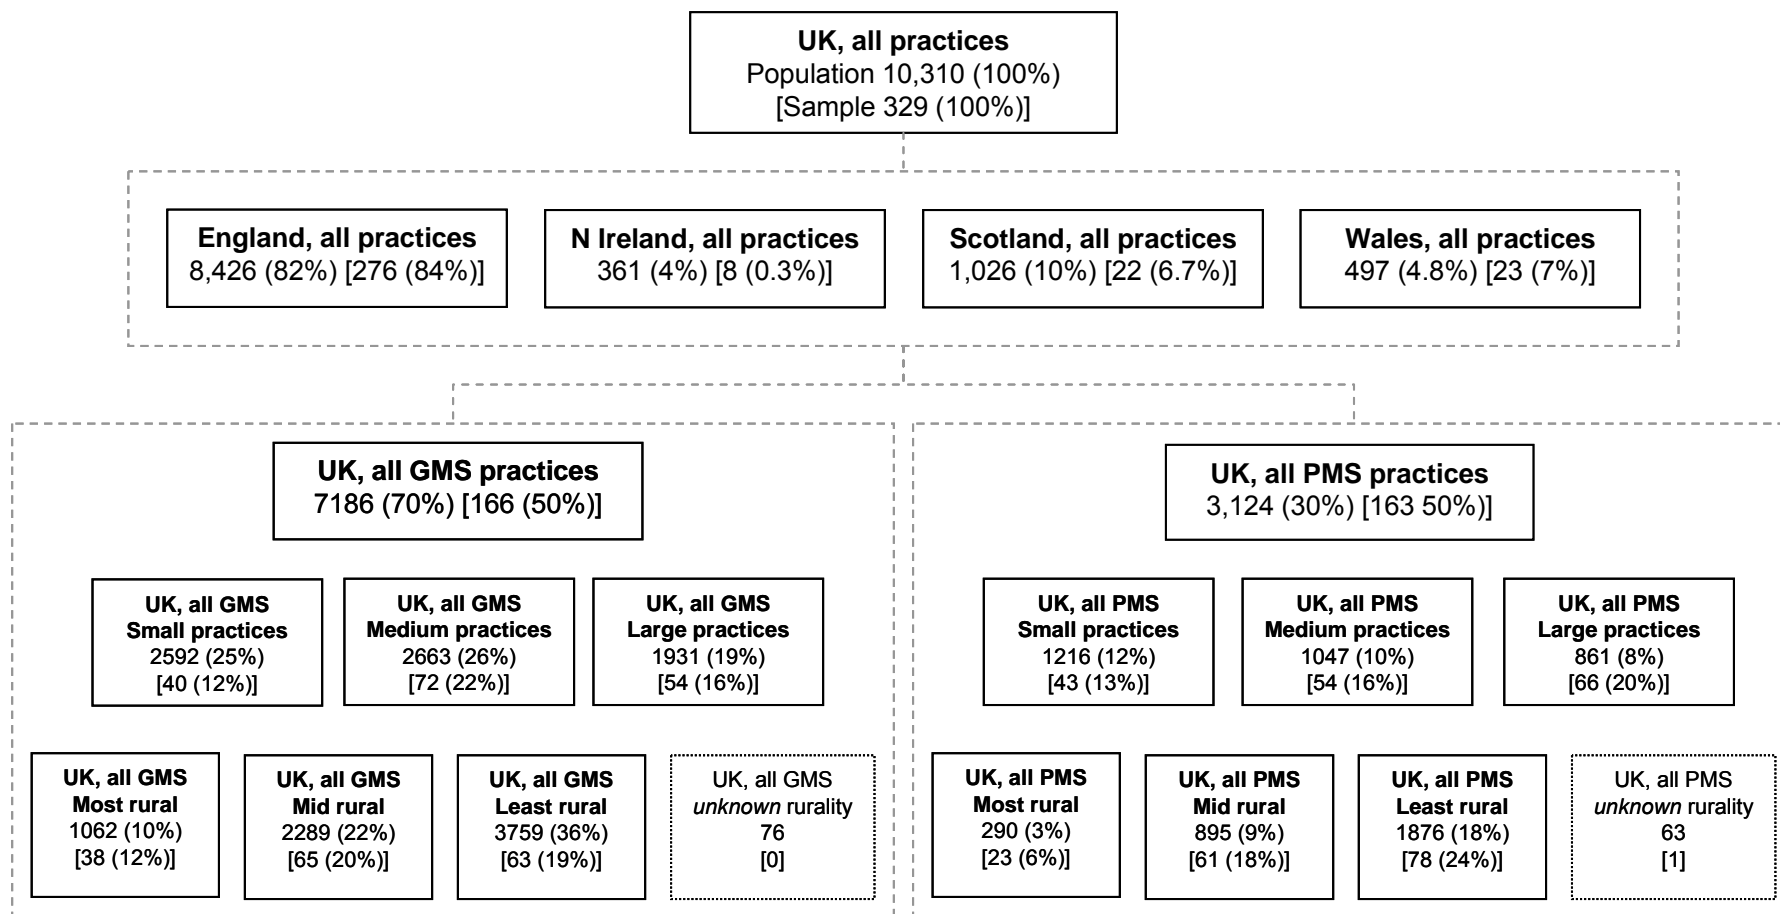 UK, all practices
Population 10,310 (100%)
[Sample 329 (100%)]
England, all practices
8,426 (82%) [276 (84%)]
N Ireland, all practices
361 (4%) [8 (0.3%)]
Scotland, all practices
1,026 (10%) [22 (6.7%)]
Wales, all practices
497 (4.8%) [23 (7%)]
UK, all GMS practices
7186 (70%) [166 (50%)]
UK, all GMS
Small practices
2592 (25%)
[40 (12%)]
UK, all GMS
Medium practices
2663 (26%)
[72 (22%)]
UK, all GMS
Large practices
1931 (19%)
[54 (16%)]
UK, all GMS
Most rural
1062 (10%)
[38 (12%)]
UK, all GMS
Mid rural
2289 (22%)
[65 (20%)]
UK, all GMS
Least rural
3759 (36%)
[63 (19%)]
UK, all GMS
unknown rurality
76
[0]
UK, all PMS practices
3,124 (30%) [163 50%)]
UK, all PMS
Small practices
1216 (12%)
[43 (13%)]
UK, all PMS
Medium practices
1047 (10%)
[54 (16%)]
UK, all PMS
Large practices
861 (8%)
[66 (20%)]
UK, all PMS
Most rural
290 (3%)
[23 (6%)]
UK, all PMS
Mid rural
895 (9%)
[61 (18%)]
UK, all PMS
Least rural
1876 (18%)
[78 (24%)]
UK, all PMS
unknown rurality
63
[1]